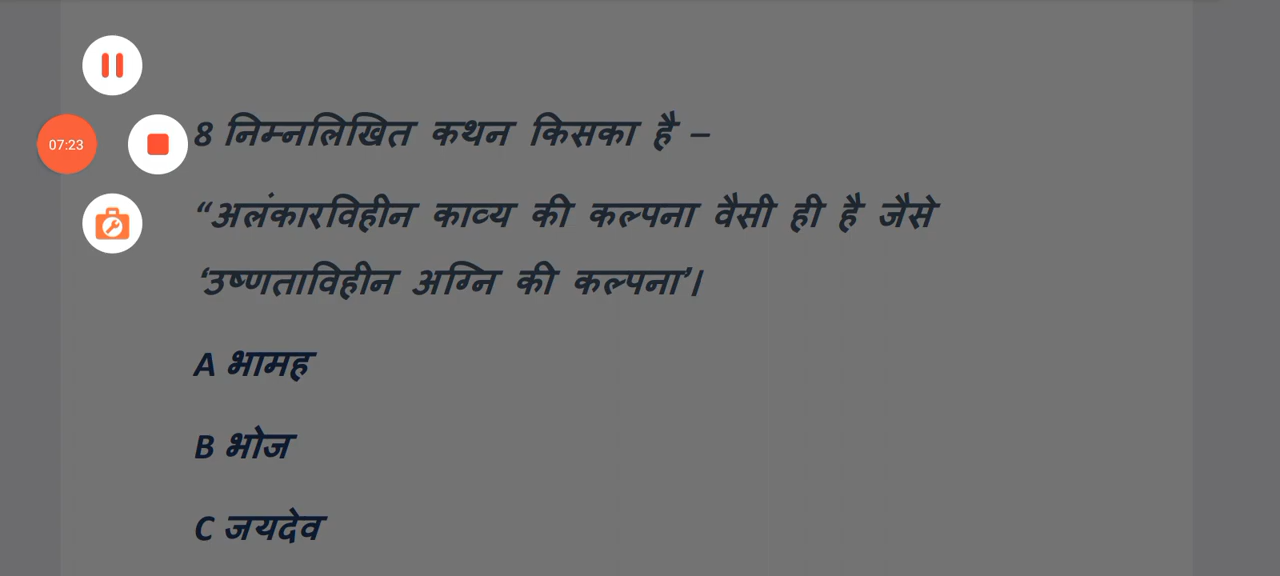 07:23
8 निम्नलिखित कथन किसका है –
“अलंकारविहीन काव्य की कल्पना वैसी ही है जैसे
‘उष्णताविहीन अग्नि की कल्पना’।
A भामह
B भोज
C जयदेव